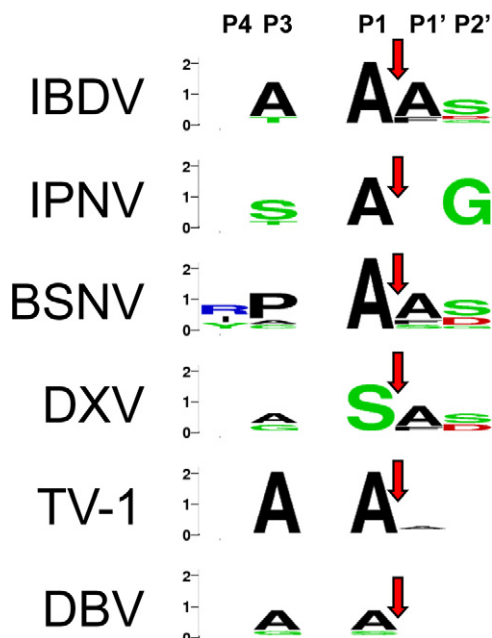 P4 P3 P1 P1' P2'
2
IBDV 1 A A A S
0
2
IPNV 1 S A G
0
2
BSNV 1 R P A A S
0 D
2
DXV 1 A S A S
0 G D
2
TV-1 1 A A
0
2
DBV 1 A A
0